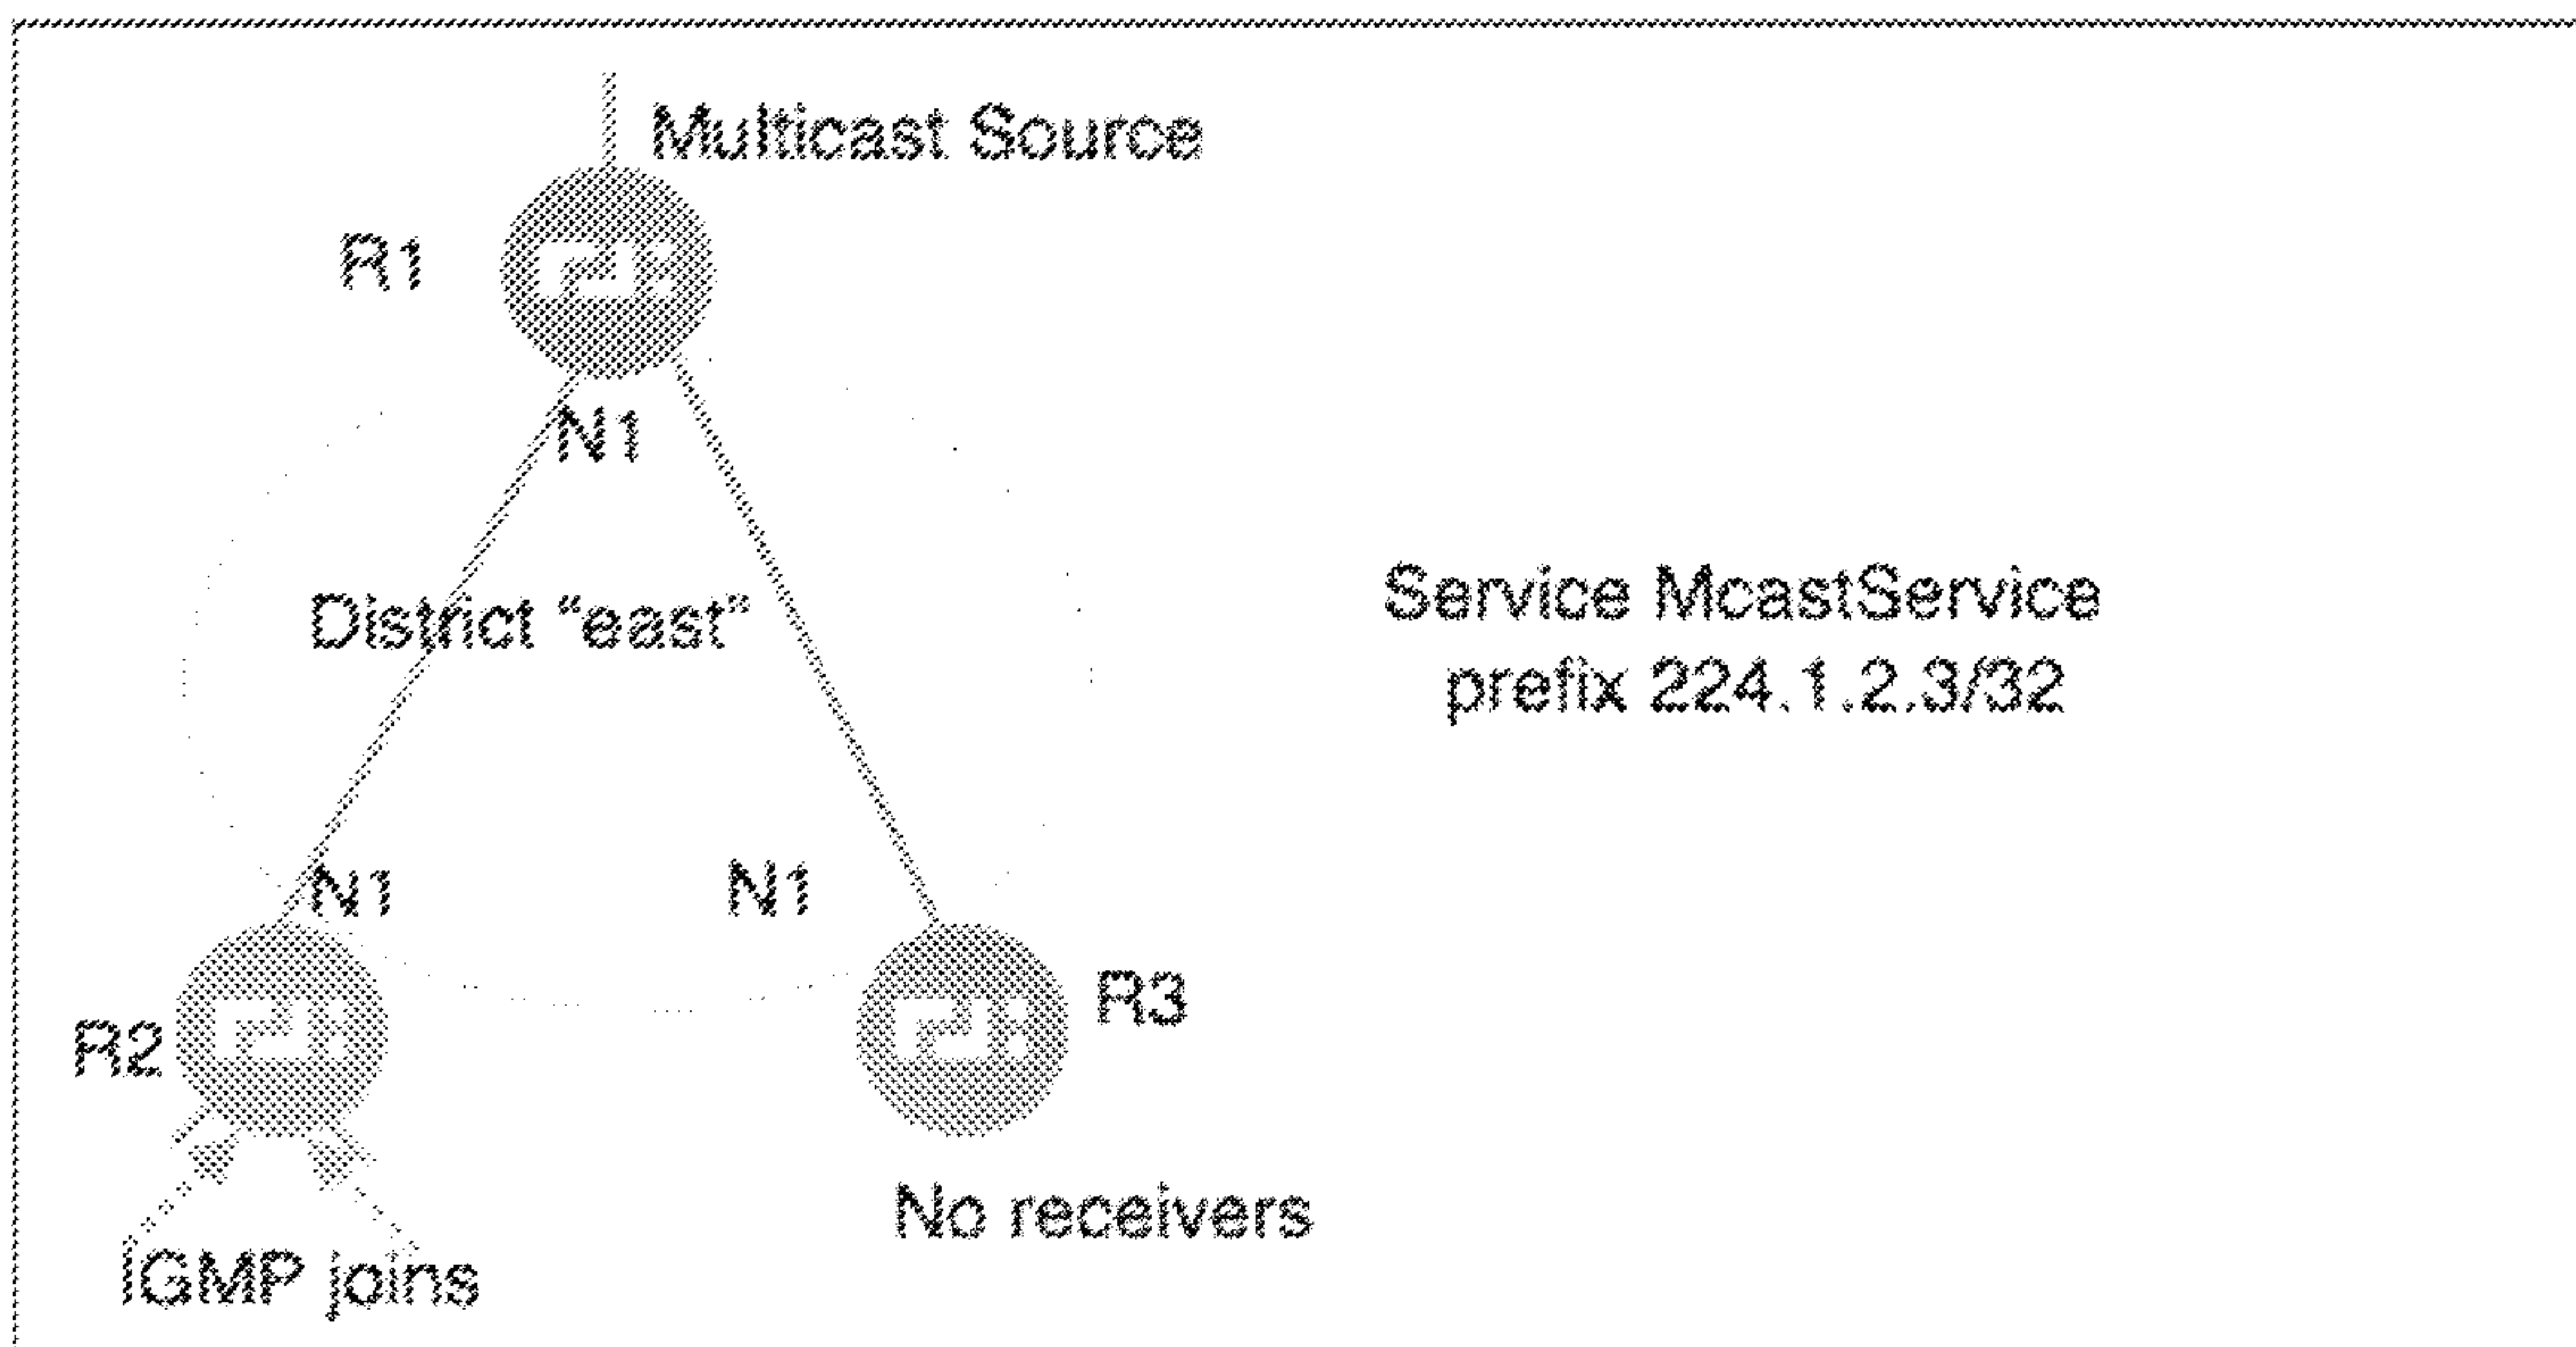 Multicast Source
R1
N1
District “east”
Service McastService
prefix 224.1.2.3/32
N1
N1
R2
R3
No receivers
IGMP joins